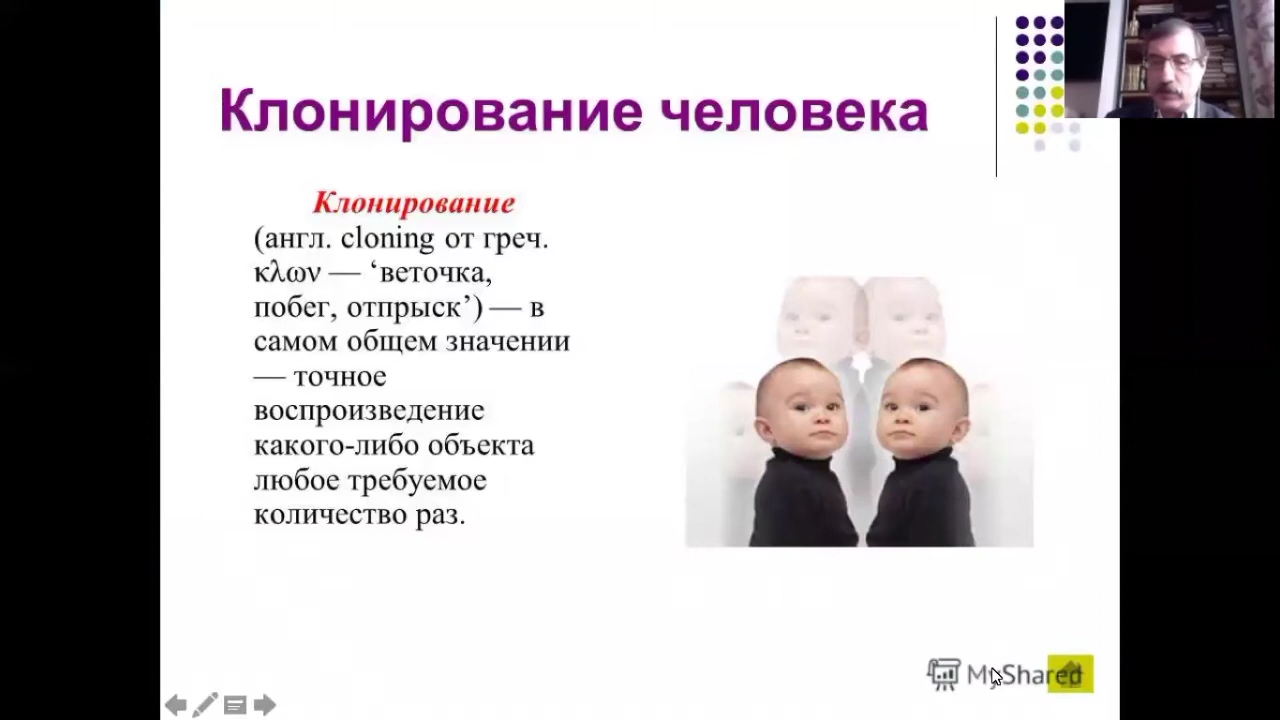 Клонирование человека
Клонирование
(англ. cloning от греч.
κλων — ‘веточка,
побег, отпрыск’) — в
самом общем значении
— точное
воспроизведение
какого-либо объекта
любое требуемое
количество раз.
MyShared